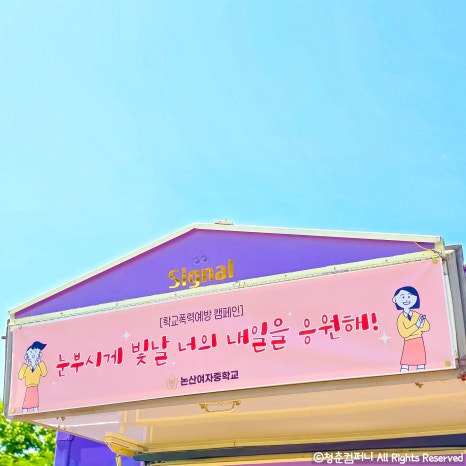 Signal
[학교폭력예방 캠페인]
눈부시게 빛날 너의 내일을 응원해!
논산여자중학교
©청춘컴퍼니 All Rights Reserved